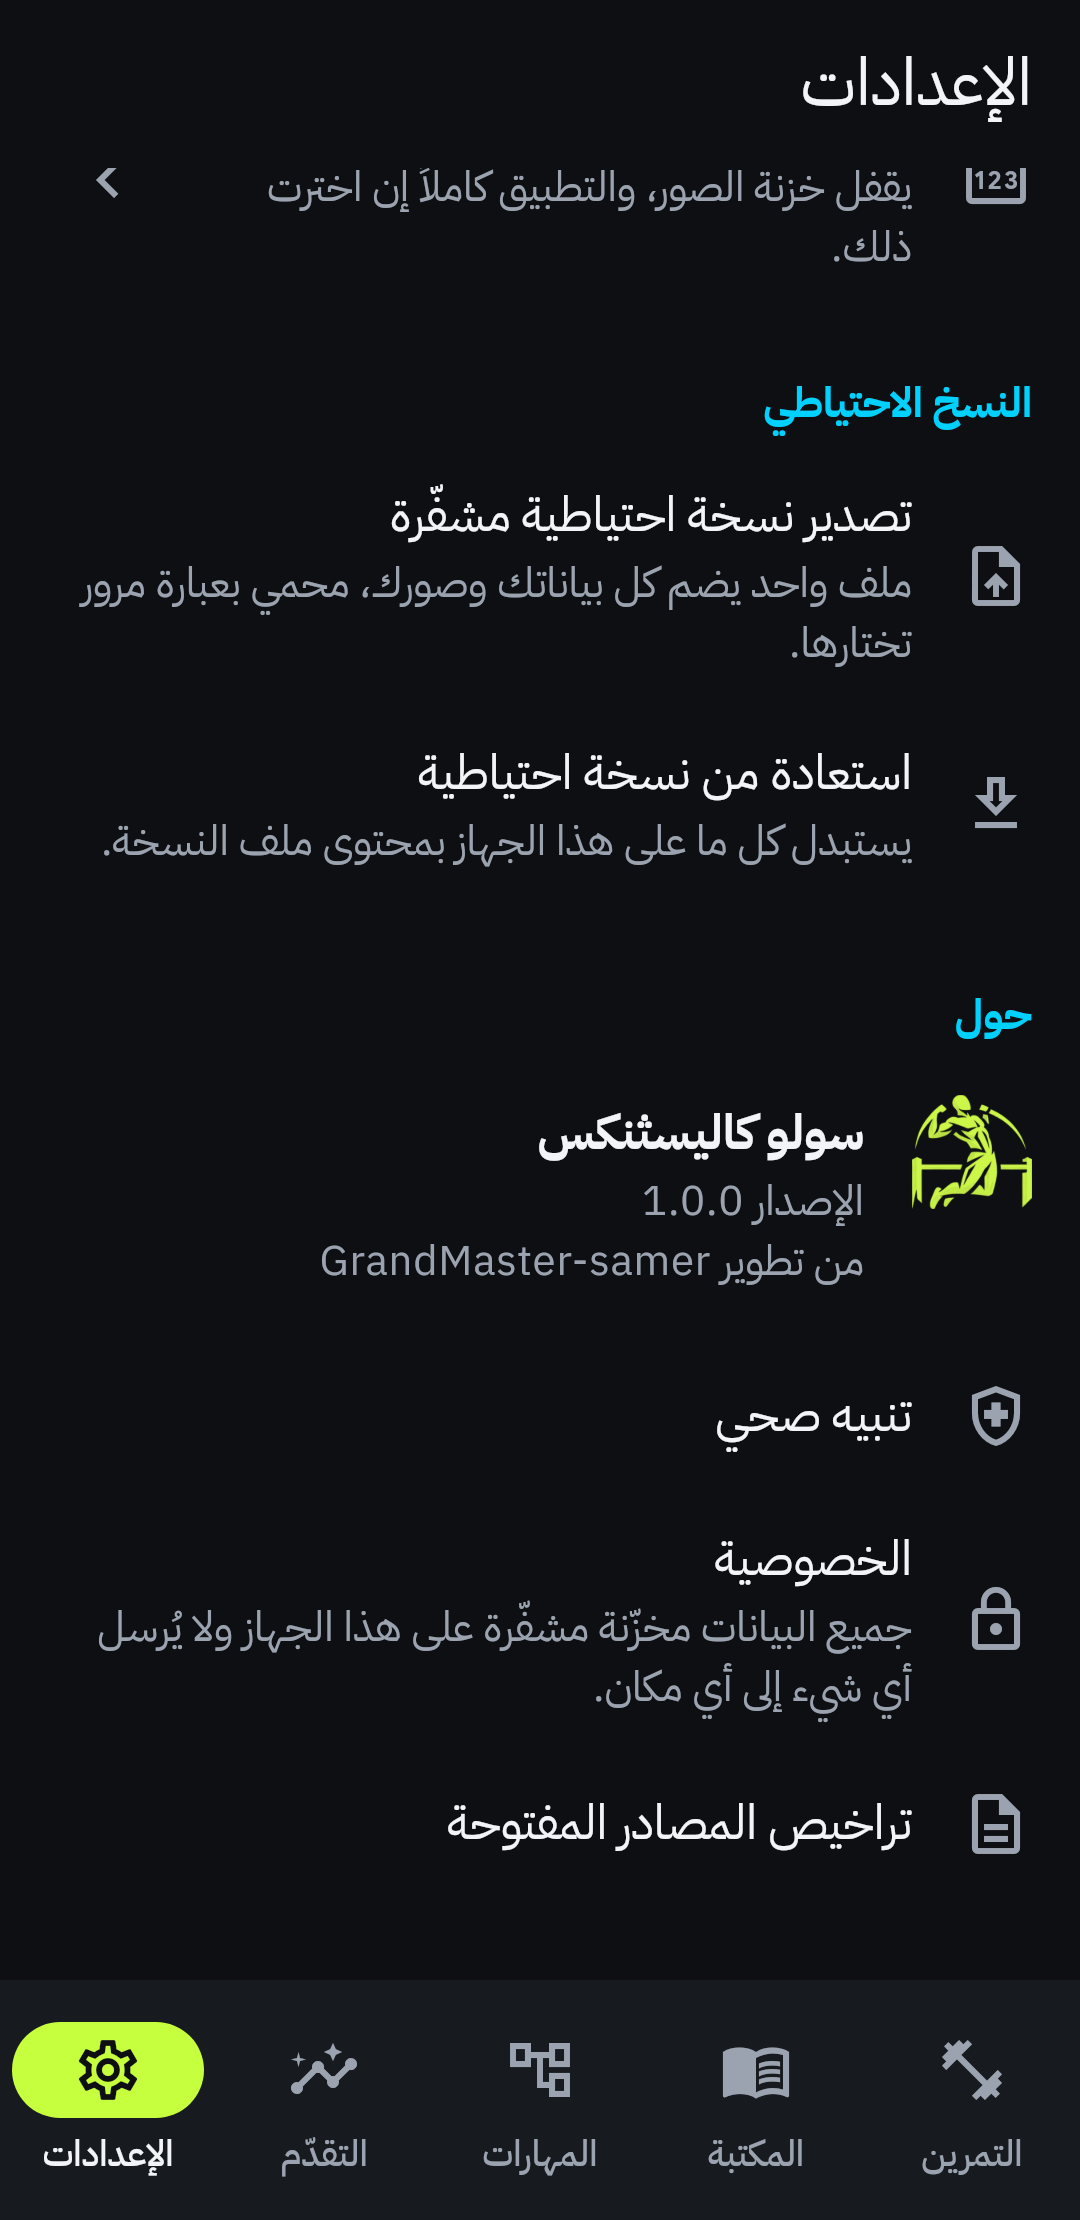 الإعدادات
123
يقفل خزنة الصور، والتطبيق كاملاً إن اخترت
ذلك.
النسخ الاحتياطي
تصدير نسخة احتياطية مشفّرة
ملف واحد يضم كل بياناتك وصورك، محمي بعبارة مرور
تختارها.
استعادة من نسخة احتياطية
يستبدل كل ما على هذا الجهاز بمحتوى ملف النسخة.
حول
سولو كاليسثنكس
الإصدار 1.0.0
من تطوير GrandMaster-samer
تنبيه صحي
الخصوصية
جميع البيانات مخزّنة مشفّرة على هذا الجهاز ولا يُرسل
أي شيء إلى أي مكان.
تراخيص المصادر المفتوحة
التمرين
المكتبة
المهارات
التقدّم
الإعدادات